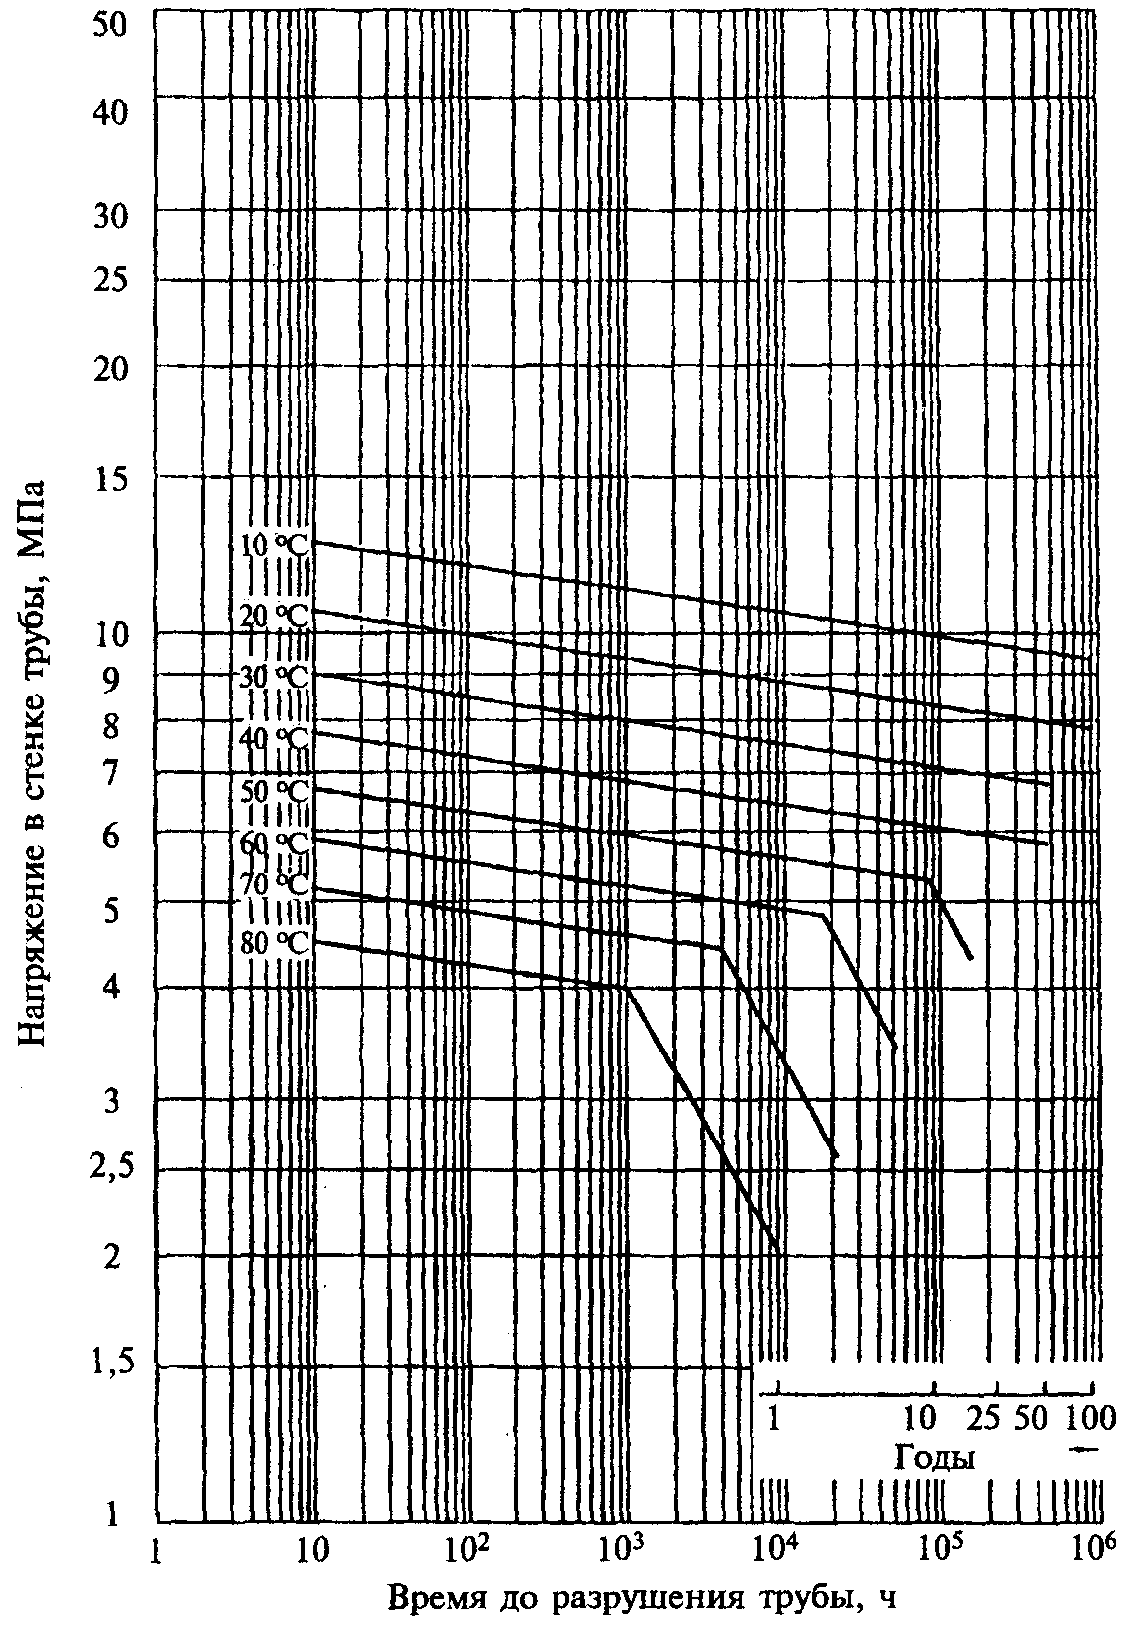 50
40
30
25
20
15
10
9
8
7
6
5
4
3
2,5
2
1,5
1
Напряжение в стенке трубы, МПа
10 °C
20 °C
30 °C
40 °C
50 °C
60 °C
70 °C
80 °C
1 10 25 50 100
Годы
1 10 10² 10³ 10⁴ 10⁵ 10⁶
Время до разрушения трубы, ч